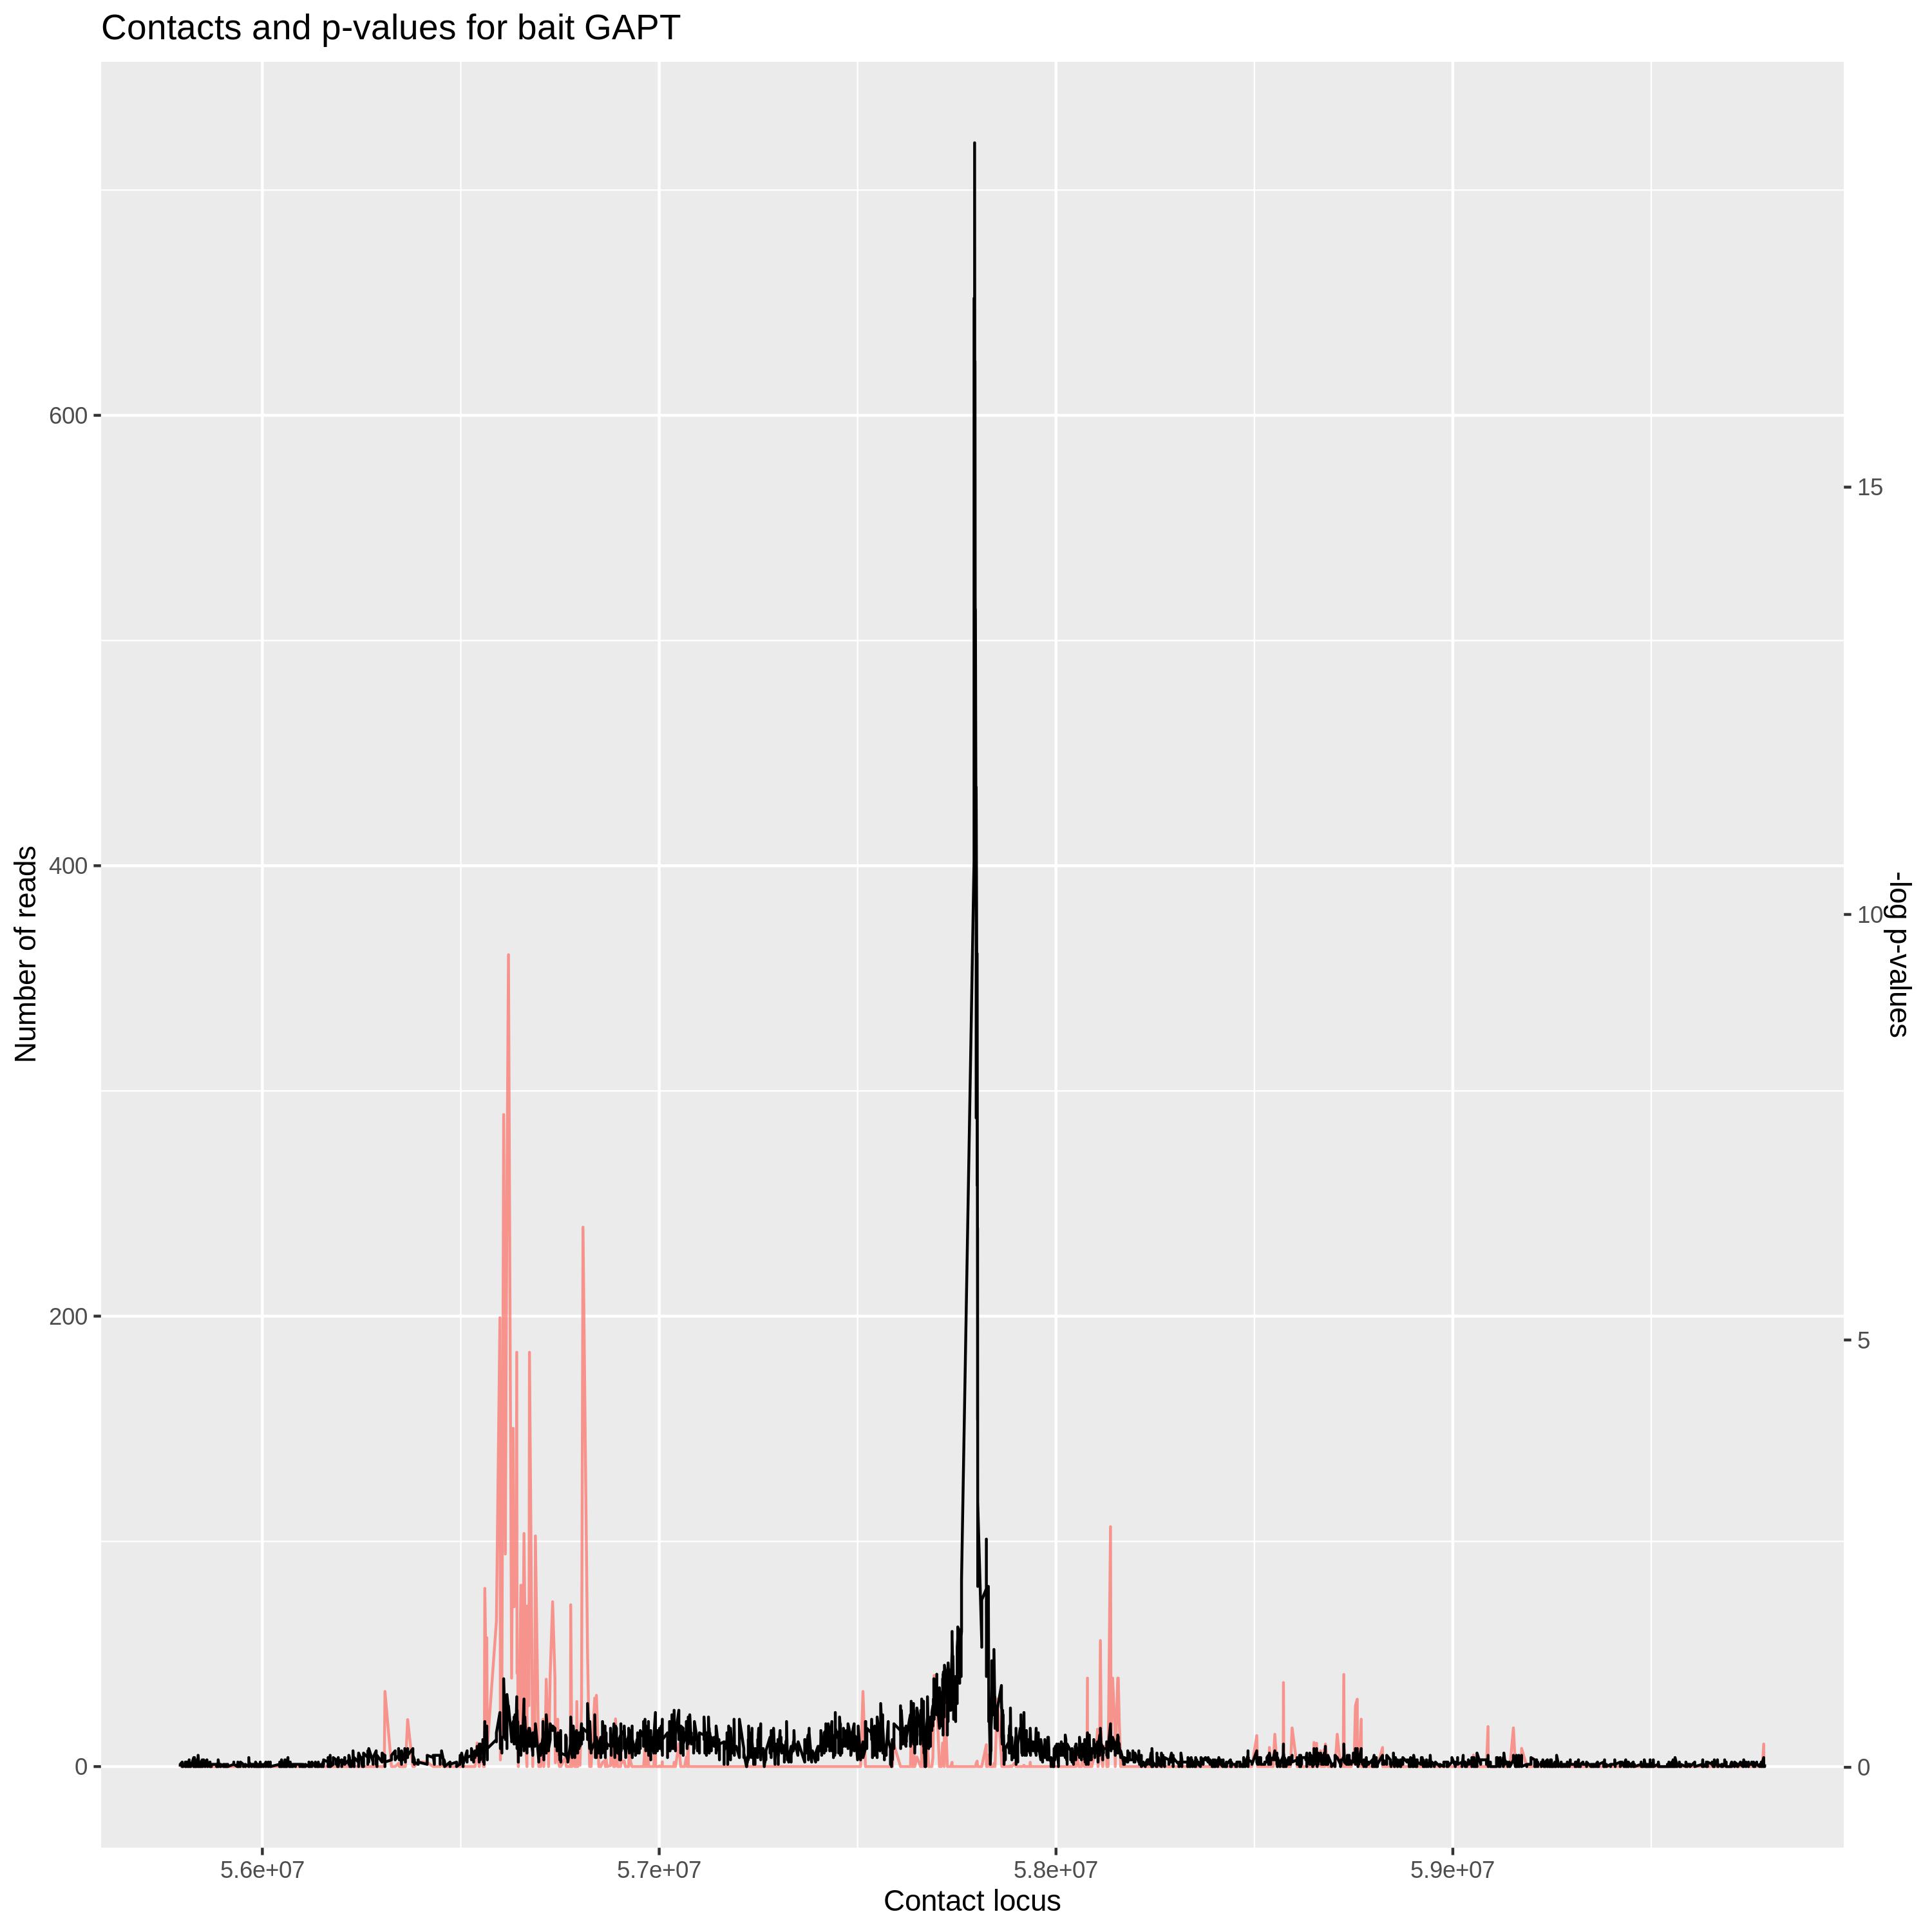 Contacts and p-values for bait GAPT
Number of reads
600
400
200
0
15
10
5
0
-log p-values
5.6e+07
5.7e+07
5.8e+07
5.9e+07
Contact locus